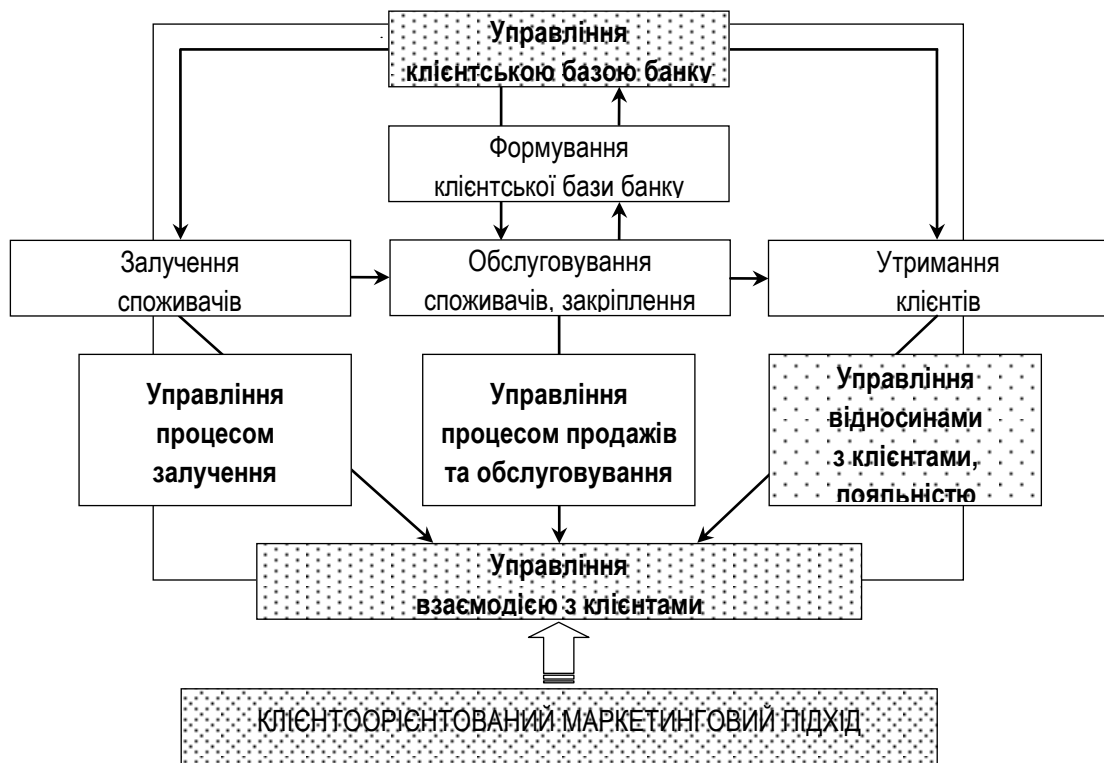 Управління
клієнтською базою банку
Формування
клієнтської бази банку
Залучення
споживачів
Обслуговування
споживачів, закріплення
Утримання
клієнтів
Управління
процесом
залучення
Управління
процесом продажів
та обслуговування
Управління
відносинами
з клієнтами,
лояльністю
Управління
взаємодією з клієнтами
КЛІЄНТООРІЄНТОВАНИЙ МАРКЕТИНГОВИЙ ПІДХІД